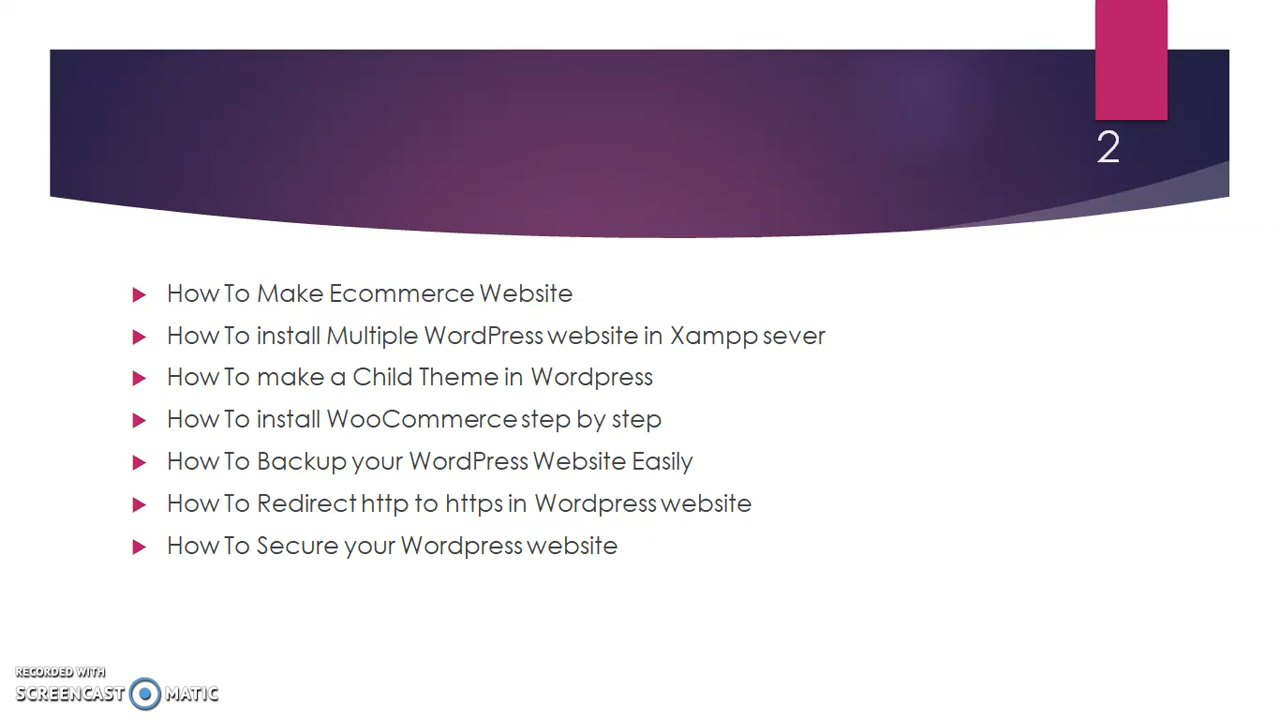 2
How To Make Ecommerce Website
How To install Multiple WordPress website in Xampp sever
How To make a Child Theme in Wordpress
How To install WooCommerce step by step
How To Backup your WordPress Website Easily
How To Redirect http to https in Wordpress website
How To Secure your Wordpress website
RECORDED WITH
SCREENCAST MATIC